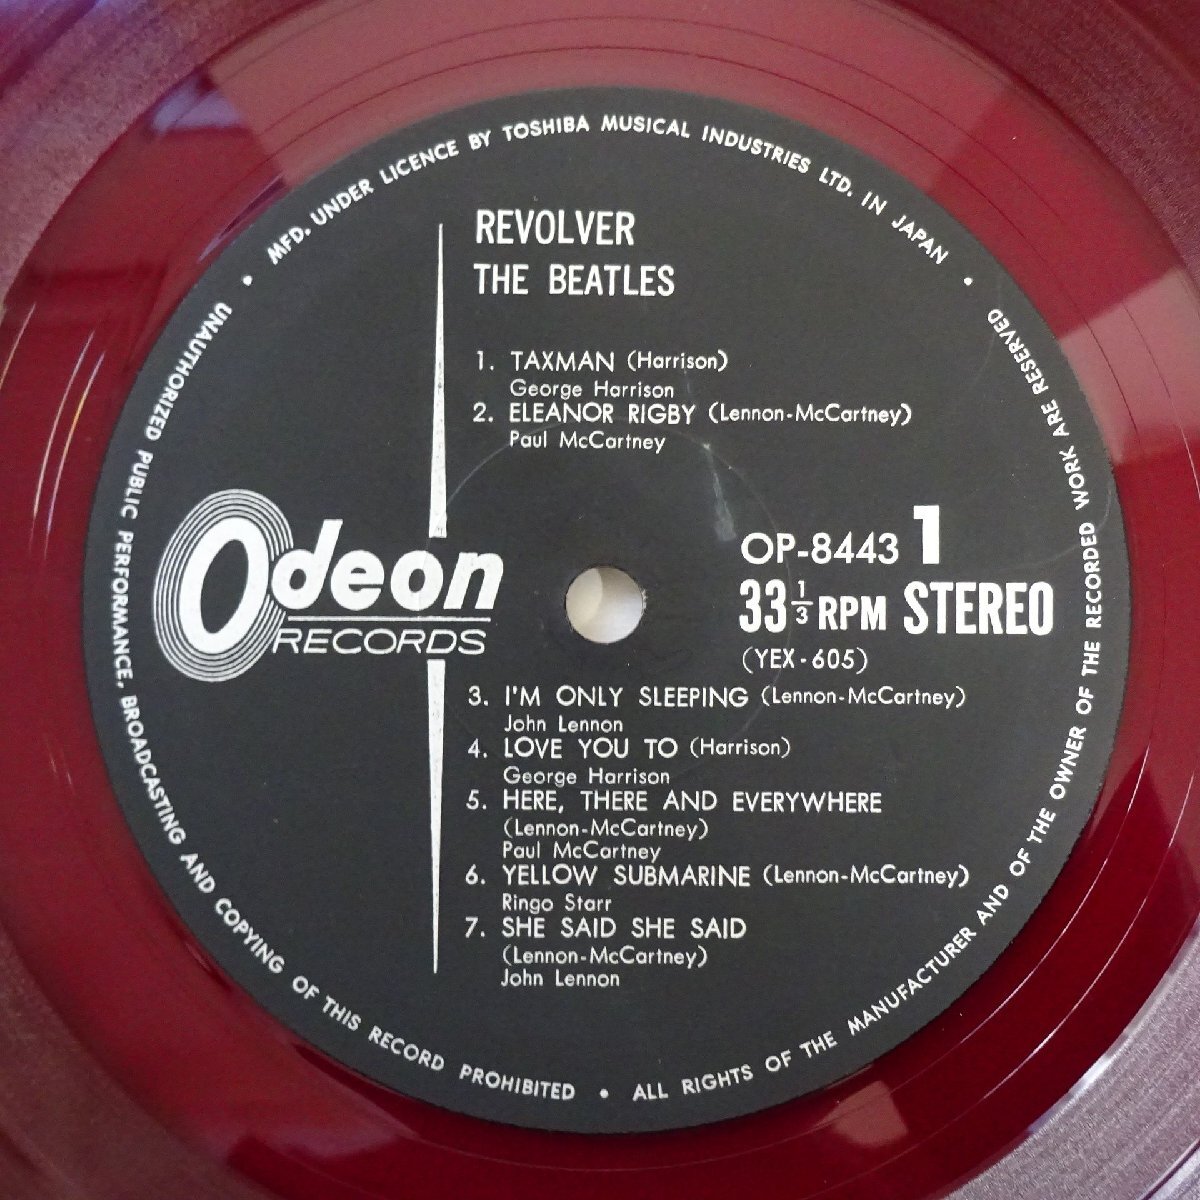 MFD. UNDER LICENCE BY TOSHIBA MUSICAL INDUSTRIES LTD. IN JAPAN •
REVOLVER
THE BEATLES
1. TAXMAN (Harrison)
George Harrison
2. ELEANOR RIGBY (Lennon-McCartney)
Paul McCartney
Odeon
RECORDS
OP-8443 1
33 1/3 RPM STEREO
(YEX-605)
3. I'M ONLY SLEEPING (Lennon-McCartney)
John Lennon
4. LOVE YOU TO (Harrison)
George Harrison
5. HERE, THERE AND EVERYWHERE
(Lennon-McCartney)
Paul McCartney
6. YELLOW SUBMARINE (Lennon-McCartney)
Ringo Starr
7. SHE SAID SHE SAID
(Lennon-McCartney)
John Lennon
ALL RIGHTS OF THE MANUFACTURER AND OF THE OWNER OF THE RECORDED WORK ARE RESERVED
• UNAUTHORIZED PUBLIC PERFORMANCE, BROADCASTING AND COPYING OF THIS RECORD PROHIBITED •